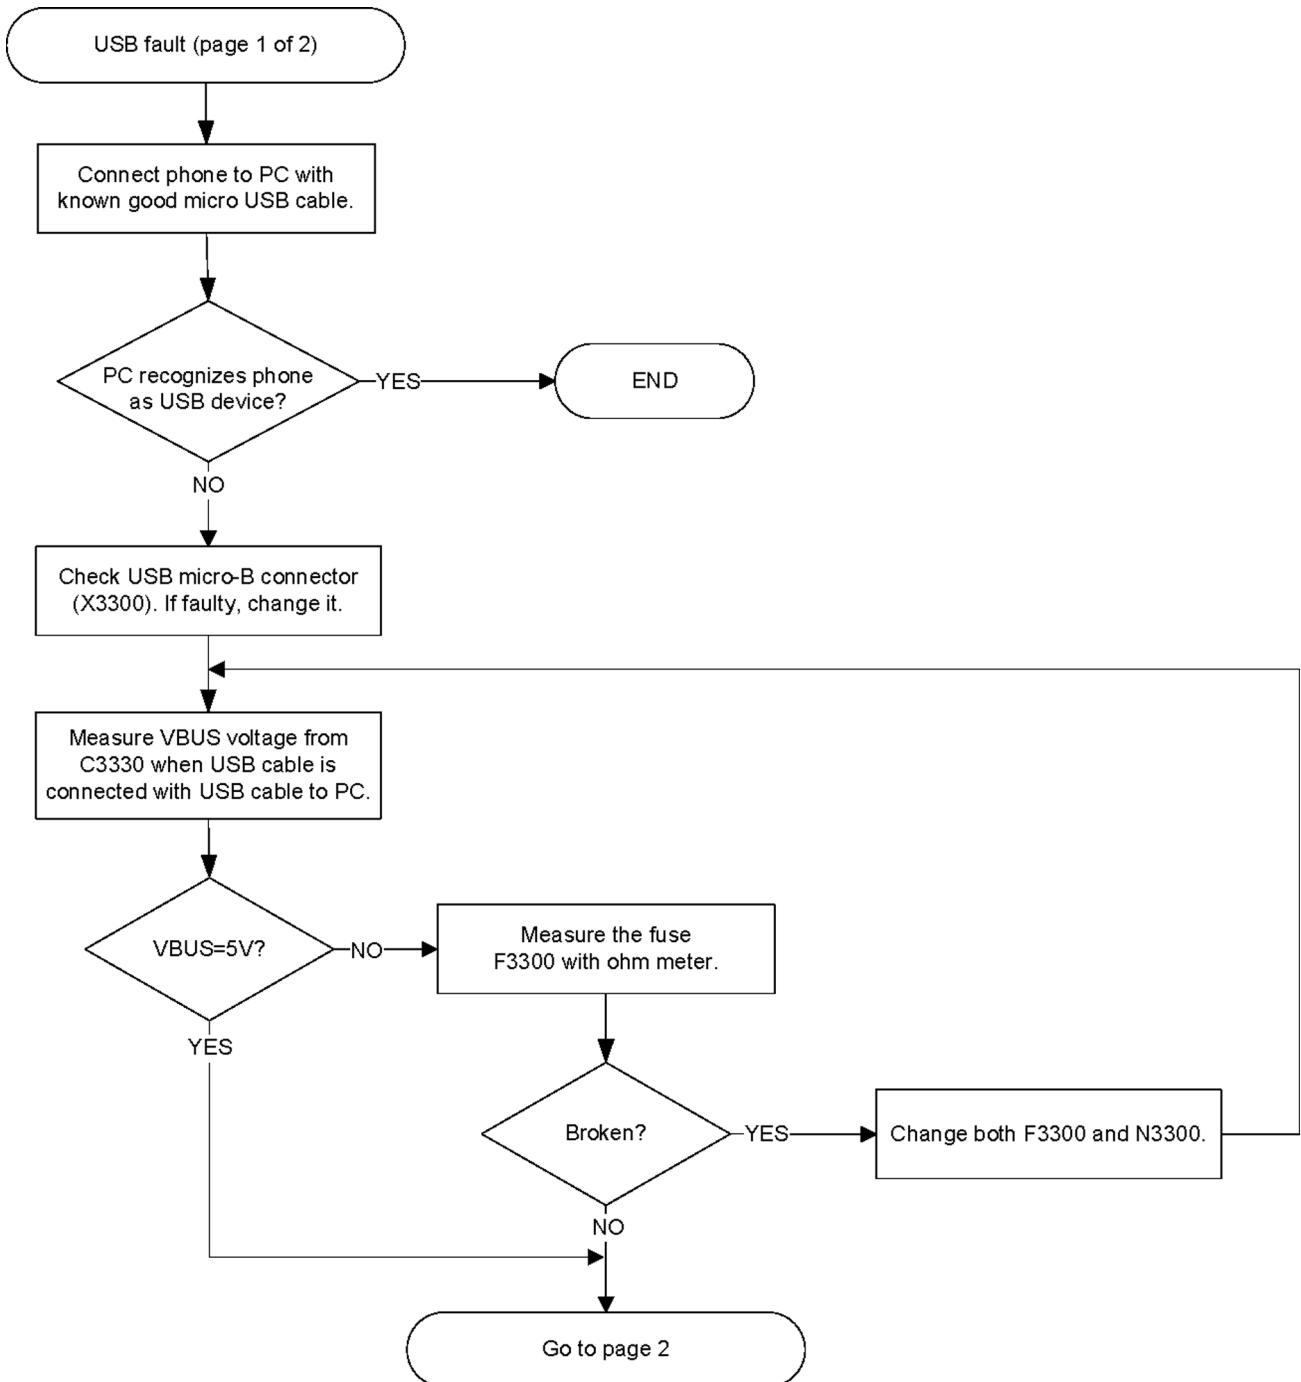 USB fault (page 1 of 2)
Connect phone to PC with
known good micro USB cable.
PC recognizes phone
as USB device?
YES
END
NO
Check USB micro-B connector
(X3300). If faulty, change it.
Measure VBUS voltage from
C3330 when USB cable is
connected with USB cable to PC.
VBUS=5V?
NO
Measure the fuse
F3300 with ohm meter.
YES
Broken?
YES
Change both F3300 and N3300.
NO
Go to page 2